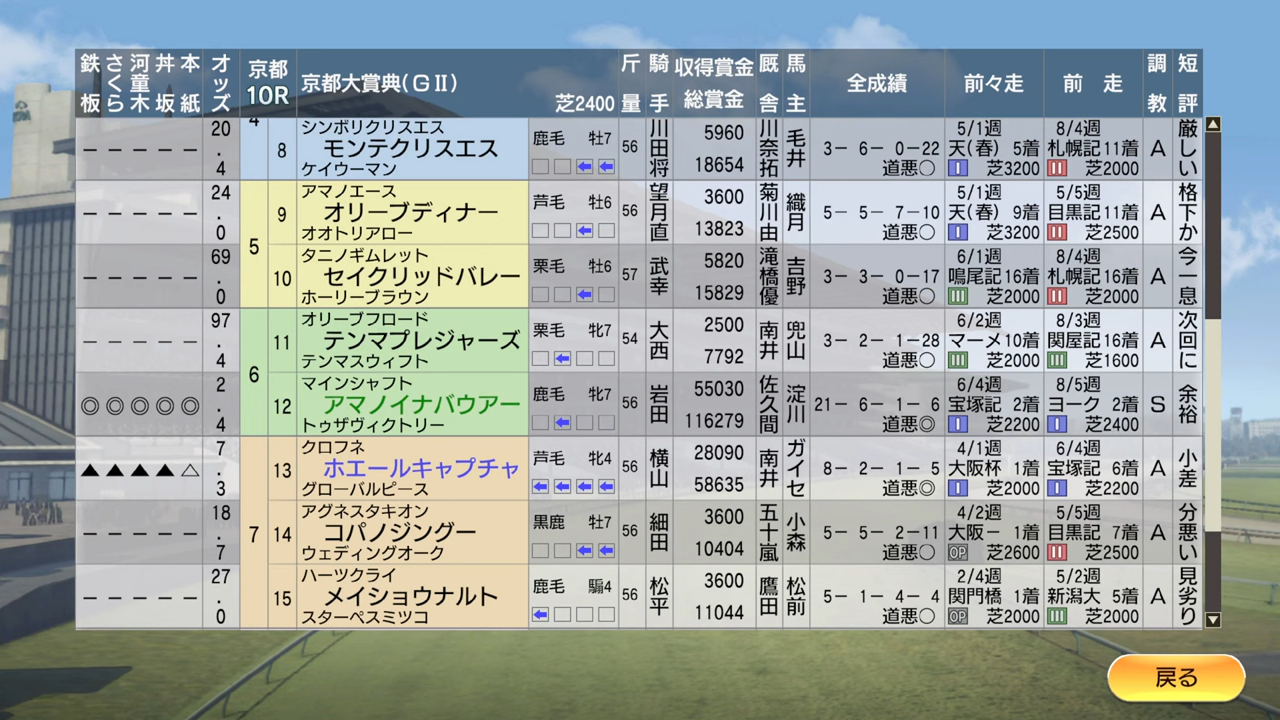 鉄板 さくら 河童木 井坂 本紙 オッズ 京都10R 京都大賞典(GⅡ) 芝2400 斤量 騎手 収得賞金 総賞金 厩舎 馬主 全成績 前々走 前 走 調教 短評
4
シンボリクリスエス
－ － － － － 20.4 8 モンテクリスエス 鹿毛 牡7 56 川田将 5960 18654 川奈拓 毛井 3－ 6－ 0－22 道悪○ 5/1週 天(春) 5着 Ⅰ 芝3200 8/4週 札幌記11着 Ⅱ 芝2000 A 厳しい
ケイウーマン
アマノエース
－ － － － － 24.0 5 9 オリーブディナー 芦毛 牡6 56 望月直 3600 13823 菊川由 織月 5－ 5－ 7－10 道悪○ 5/1週 天(春) 9着 Ⅰ 芝3200 5/5週 目黒記11着 Ⅱ 芝2500 A 格下か
オオトリアロー
タニノギムレット
－ － － － － 69.0 10 セイクリッドバレー 栗毛 牡6 57 武幸 5820 15829 滝橋優 吉野 3－ 3－ 0－17 道悪○ 6/1週 鳴尾記16着 Ⅲ 芝2000 8/4週 札幌記16着 Ⅱ 芝2000 A 今一息
ホーリーブラウン
オリーブフロード
－ － － － － 97.4 6 11 テンマプレジャーズ 栗毛 牝7 54 大西 2500 7792 南井 兜山 3－ 2－ 1－28 道悪○ 6/2週 マーメ10着 Ⅲ 芝2000 8/3週 関屋記16着 Ⅲ 芝1600 A 次回に
テンマスウィフト
マインシャフト
◎ ◎ ◎ ◎ ◎ 2.4 12 アマノイナバウアー 鹿毛 牝7 56 岩田 55030 116279 佐久間 淀川 21－ 6－ 1－ 6 道悪◎ 6/4週 宝塚記 2着 Ⅰ 芝2200 8/5週 ヨーク 2着 Ⅰ 芝2400 S 余裕
トゥザヴィクトリー
クロフネ
▲ ▲ ▲ ▲ △ 7.3 7 13 ホエールキャプチャ 芦毛 牝4 56 横山 28090 58635 南井 ガイセ 8－ 2－ 1－ 5 道悪◎ 4/1週 大阪杯 1着 Ⅰ 芝2000 6/4週 宝塚記 6着 Ⅰ 芝2200 A 小差
グローバルピース
アグネスタキオン
－ － － － － 18.7 14 コパノジングー 黒鹿 牡7 56 細田 3600 10404 五十嵐 小森 5－ 5－ 2－11 道悪○ 4/2週 大阪－ 1着 OP 芝2600 5/5週 目黒記 7着 Ⅱ 芝2500 A 分悪い
ウェディングオーク
ハーツクライ
－ － － － － 27.0 15 メイショウナルト 鹿毛 騸4 56 松平 3600 11044 鷹田 松前 5－ 1－ 4－ 4 道悪○ 2/4週 関門橋 1着 OP 芝2000 5/2週 新潟大 5着 Ⅲ 芝2000 A 見劣り
スターペスミツコ
戻る